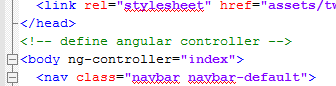 <link rel="stylesheet" href="assets/tw
</head>
<!-- define angular controller -->
<body ng-controller="index">
<nav class="navbar navbar-default">